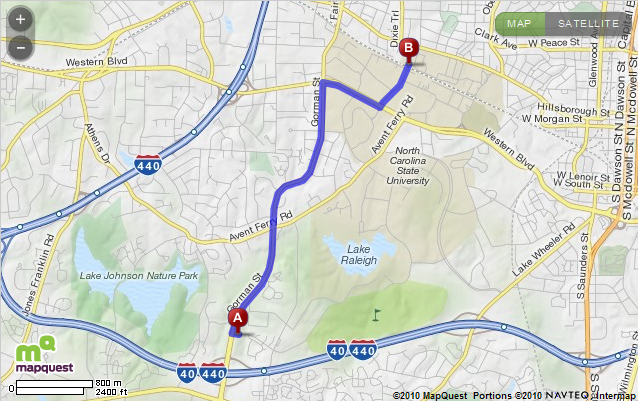 +
−
MAP
SATELLITE
Dixie Tri
Clark Ave
W Peace St
Glenwood Ave
Capital B
Western Blvd
Fair
B
Gorman St
Hillsborough St
W Morgan St
S Dawson St N Dawson St
S McDowell St N McDowell St
Athens Dr
440
Avent Ferry Rd
Western Blvd
North
Carolina
State
University
W Lenoir St
W South St
Avent Ferry Rd
Lake Wheeler Rd
S Saunders St
Jones Franklin Rd
Lake
Raleigh
Lake Johnson Nature Park
Gorman St
A
40 440
40 440
mapquest
800 m
0
2400 ft
Wilmington St
©2010 MapQuest Portions ©2010 NAVTEQ, Intermap